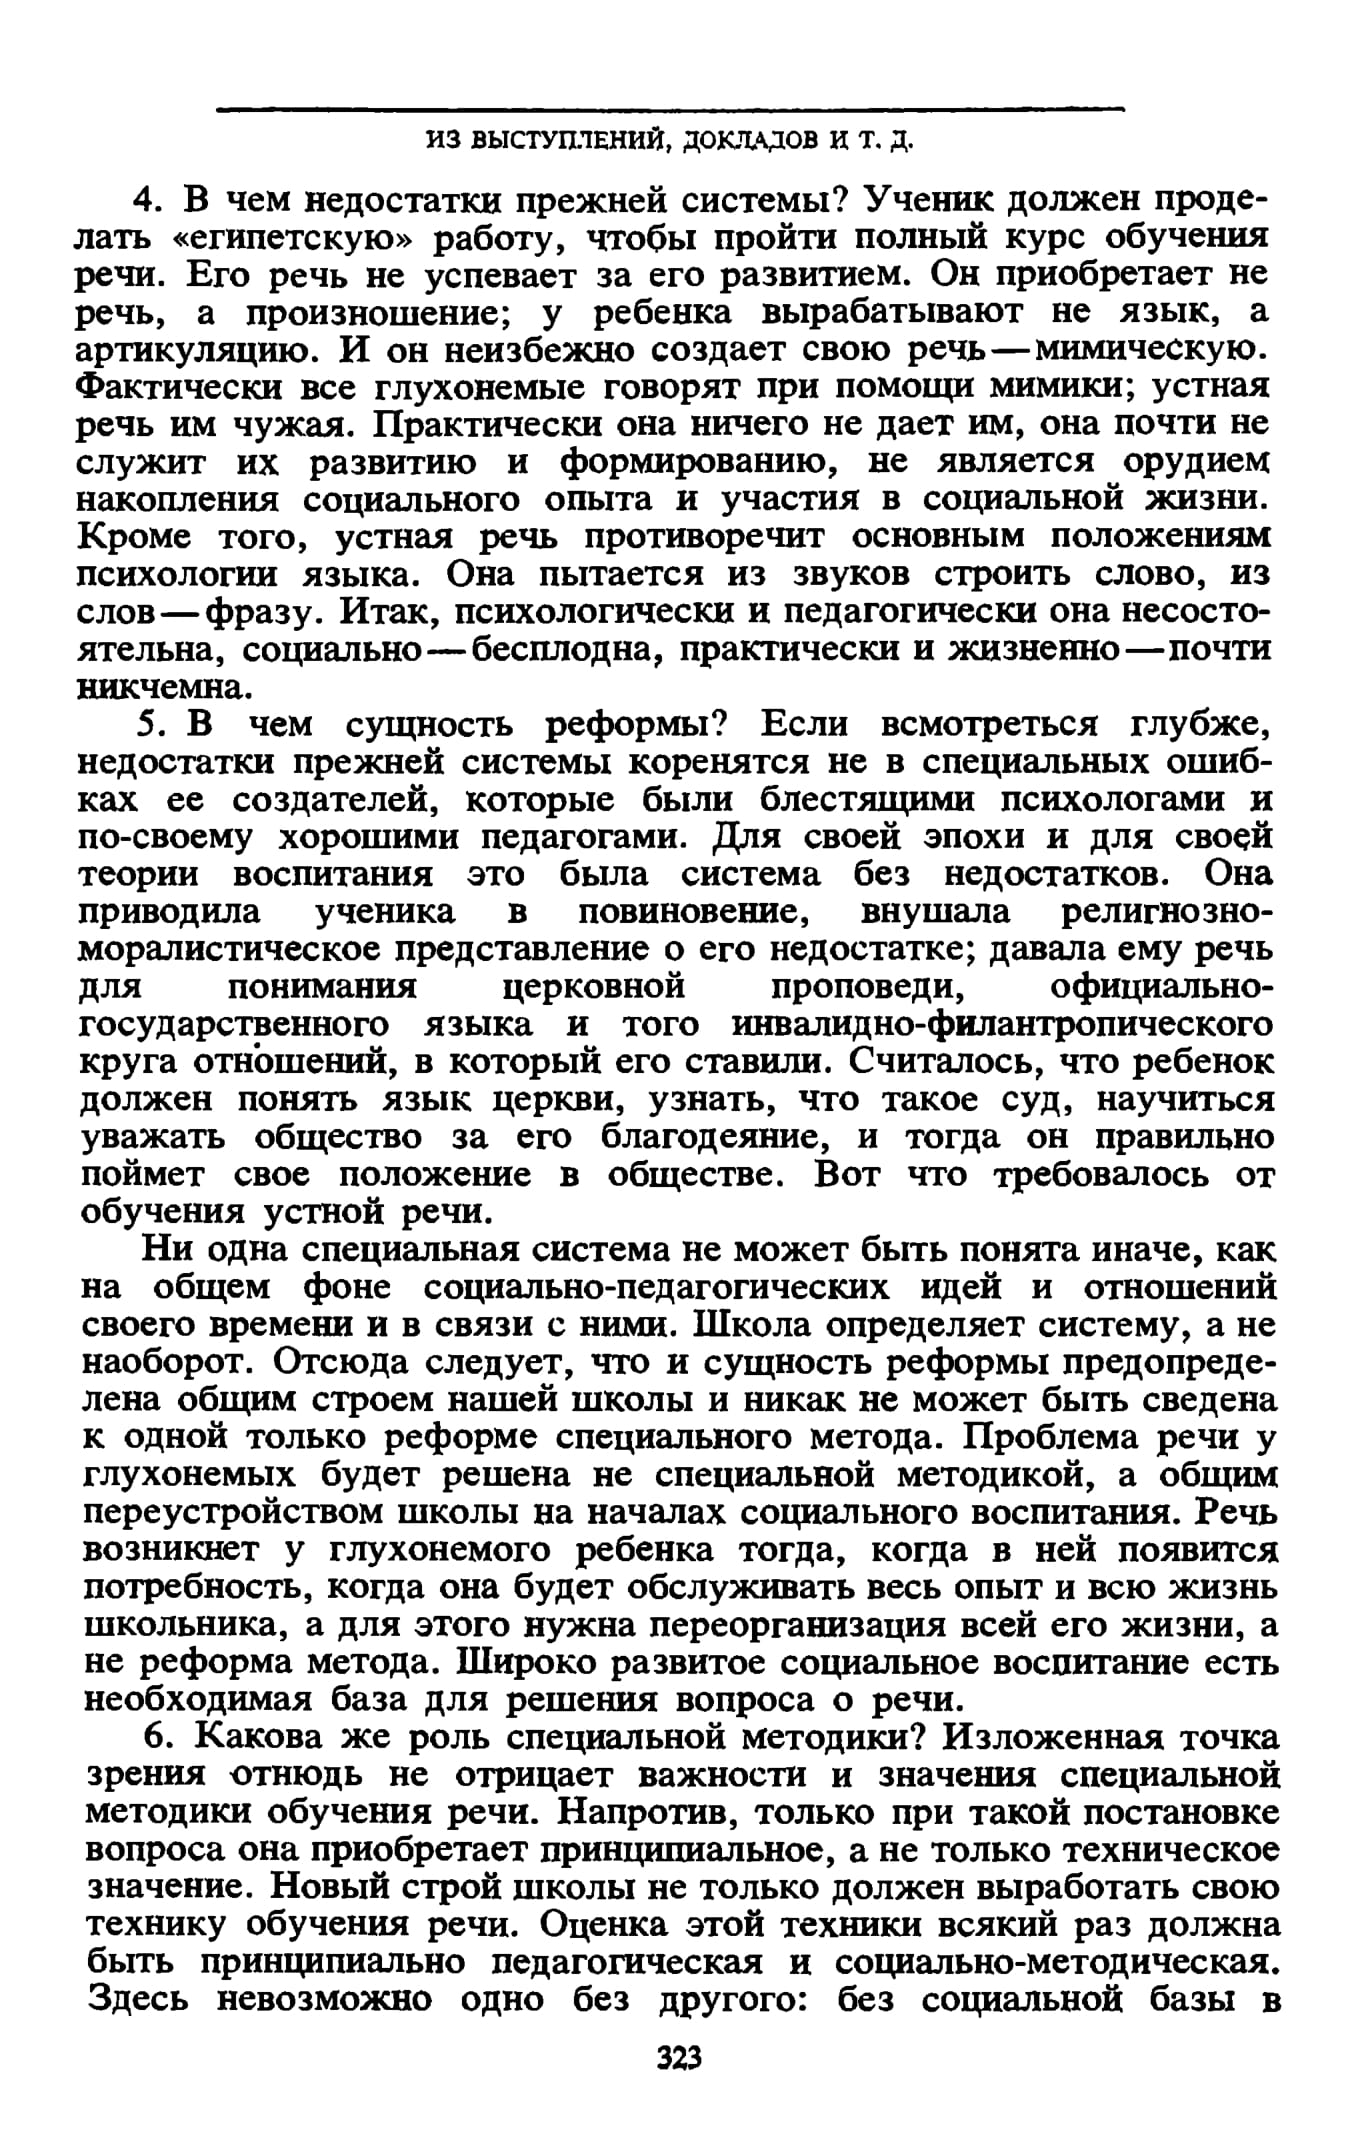 ИЗ ВЫСТУПЛЕНИЙ, ДОКЛАДОВ И Т. Д.
4. В чем недостатки прежней системы? Ученик должен проде-
лать «египетскую» работу, чтобы пройти полный курс обучения
речи. Его речь не успевает за его развитием. Он приобретает не
речь, а произношение; у ребенка вырабатывают не язык, а
артикуляцию. И он неизбежно создает свою речь — мимическую.
Фактически все глухонемые говорят при помощи мимики; устная
речь им чужая. Практически она ничего не дает им, она почти не
служит их развитию и формированию, не является орудием
накопления социального опыта и участия в социальной жизни.
Кроме того, устная речь противоречит основным положениям
психологии языка. Она пытается из звуков строить слово, из
слов — фразу. Итак, психологически и педагогически она несосто-
ятельна, социально — бесплодна, практически и жизненно — почти
никчемна.
5. В чем сущность реформы? Если всмотреться глубже,
недостатки прежней системы коренятся не в специальных ошиб-
ках ее создателей, которые были блестящими психологами и
по-своему хорошими педагогами. Для своей эпохи и для своей
теории воспитания это была система без недостатков. Она
приводила ученика в повиновение, внушала религиозно-
моралистическое представление о его недостатке; давала ему речь
для понимания церковной проповеди, официально-
государственного языка и того инвалидно-филантропического
круга отношений, в который его ставили. Считалось, что ребенок
должен понять язык церкви, узнать, что такое суд, научиться
уважать общество за его благодеяние, и тогда он правильно
поймет свое положение в обществе. Вот что требовалось от
обучения устной речи.
Ни одна специальная система не может быть понята иначе, как
на общем фоне социально-педагогических идей и отношений
своего времени и в связи с ними. Школа определяет систему, а не
наоборот. Отсюда следует, что и сущность реформы предопреде-
лена общим строем нашей школы и никак не может быть сведена
к одной только реформе специального метода. Проблема речи у
глухонемых будет решена не специальной методикой, а общим
переустройством школы на началах социального воспитания. Речь
возникнет у глухонемого ребенка тогда, когда в ней появится
потребность, когда она будет обслуживать весь опыт и всю жизнь
школьника, а для этого нужна переорганизация всей его жизни, а
не реформа метода. Широко развитое социальное воспитание есть
необходимая база для решения вопроса о речи.
6. Какова же роль специальной методики? Изложенная точка
зрения отнюдь не отрицает важности и значения специальной
методики обучения речи. Напротив, только при такой постановке
вопроса она приобретает принципиальное, а не только техническое
значение. Новый строй школы не только должен выработать свою
технику обучения речи. Оценка этой техники всякий раз должна
быть принципиально педагогическая и социально-методическая.
Здесь невозможно одно без другого: без социальной базы в
323